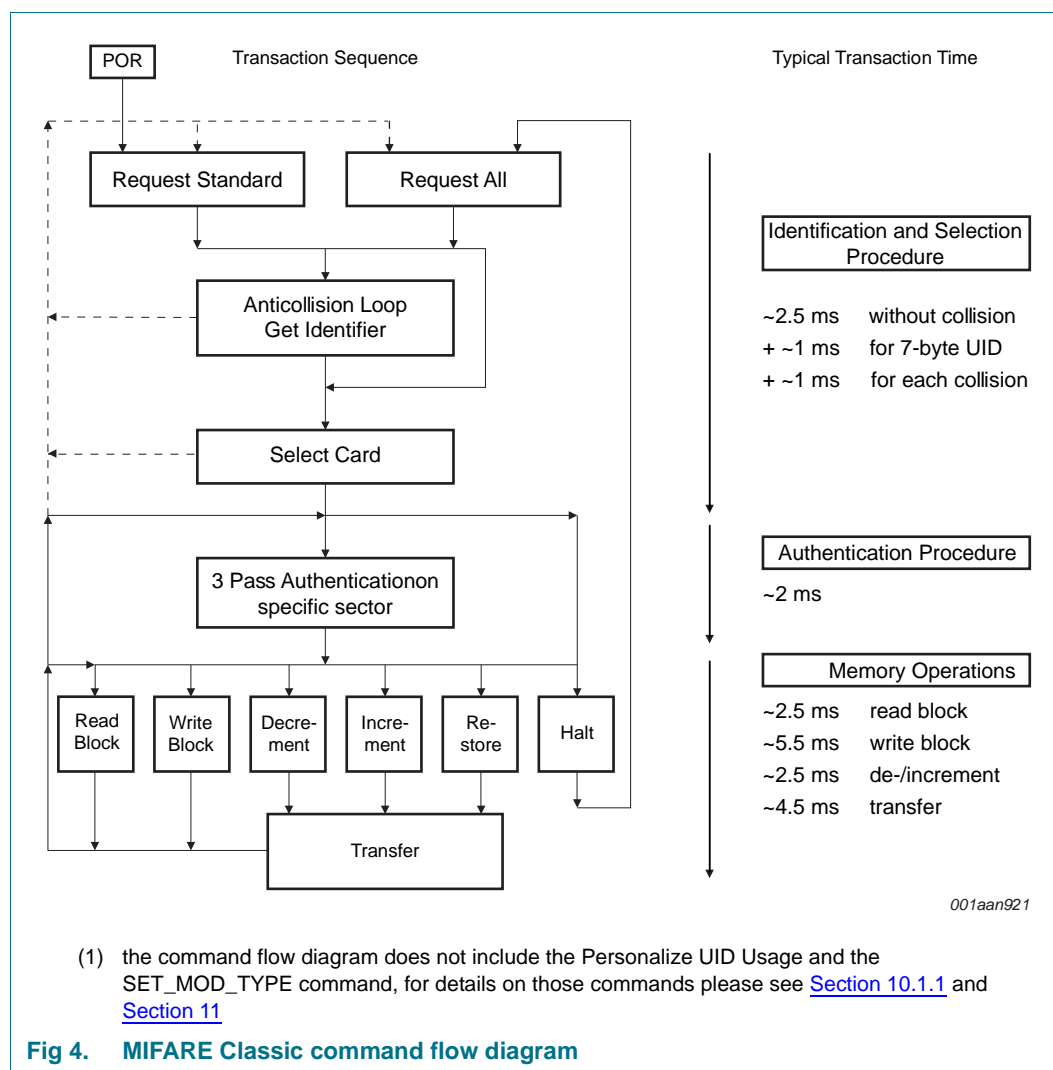 POR
Transaction Sequence
Typical Transaction Time
Request Standard
Request All
Identification and Selection
Procedure
Anticollision Loop
Get Identifier
~2.5 ms without collision
+ ~1 ms for 7-byte UID
+ ~1 ms for each collision
Select Card
Authentication Procedure
3 Pass Authenticationon
specific sector
~2 ms
Memory Operations
Read
Block
Write
Block
Decre-
ment
Incre-
ment
Re-
store
Halt
~2.5 ms read block
~5.5 ms write block
~2.5 ms de-/increment
~4.5 ms transfer
Transfer
001aan921
(1) the command flow diagram does not include the Personalize UID Usage and the
SET_MOD_TYPE command, for details on those commands please see Section 10.1.1 and
Section 11
Fig 4. MIFARE Classic command flow diagram